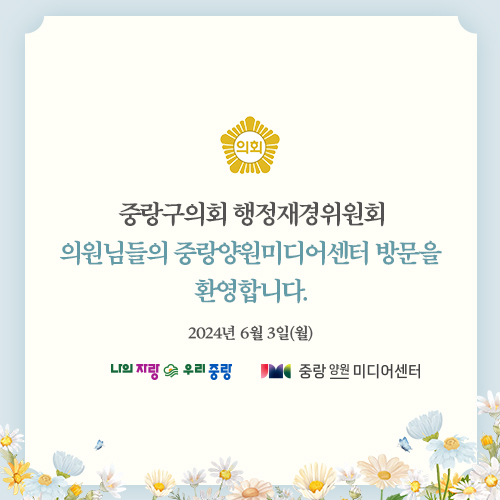 의회
중랑구의회 행정재경위원회
의원님들의 중랑양원미디어센터 방문을
환영합니다.
2024년 6월 3일(월)
나의 자랑 우리 중랑 JMC 중랑 양원 미디어센터